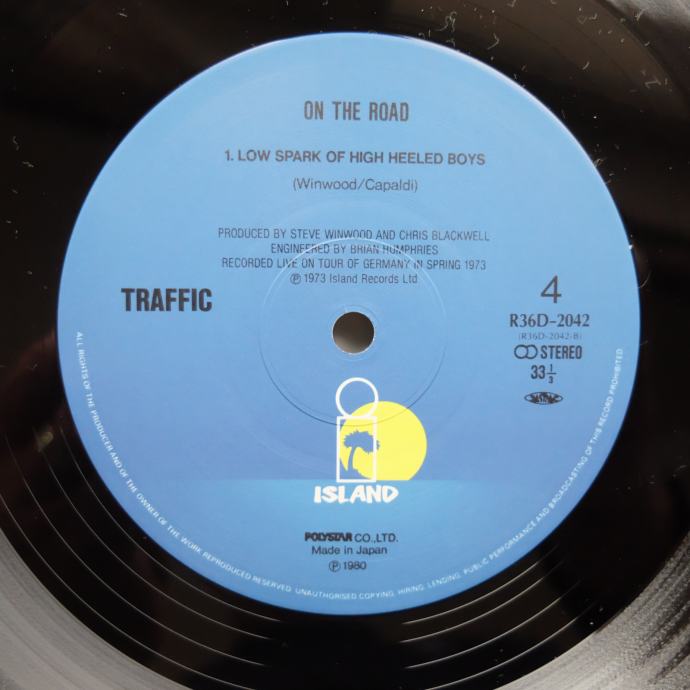 ON THE ROAD
1. LOW SPARK OF HIGH HEELED BOYS
(Winwood/Capaldi)
PRODUCED BY STEVE WINWOOD AND CHRIS BLACKWELL
ENGINEERED BY BRIAN HUMPHRIES
RECORDED LIVE ON TOUR OF GERMANY IN SPRING 1973
Ⓟ 1973 Island Records Ltd
TRAFFIC
4
R36D-2042
(R36D-2042-B)
STEREO
33 1/3
ISLAND
POLYSTAR CO.,LTD.
Made in Japan
Ⓟ 1980
ALL RIGHTS OF THE PRODUCER AND OF THE OWNER OF THE WORK REPRODUCED RESERVED. UNAUTHORISED COPYING, HIRING, LENDING, PUBLIC PERFORMANCE AND BROADCASTING OF THIS RECORD PROHIBITED